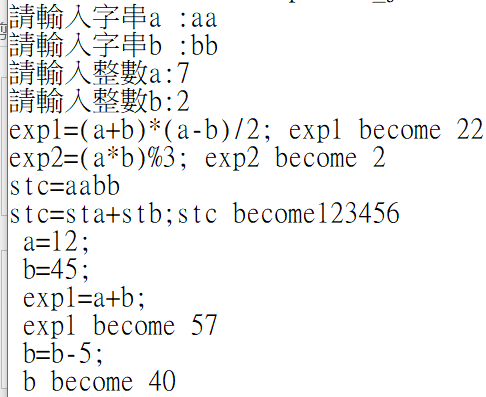 請輸入字串a :aa
請輸入字串b :bb
請輸入整數a:7
請輸入整數b:2
exp1=(a+b)*(a-b)/2; exp1 become 22
exp2=(a*b)%3; exp2 become 2
stc=aabb
stc=sta+stb;stc become123456
a=12;
b=45;
exp1=a+b;
exp1 become 57
b=b-5;
b become 40